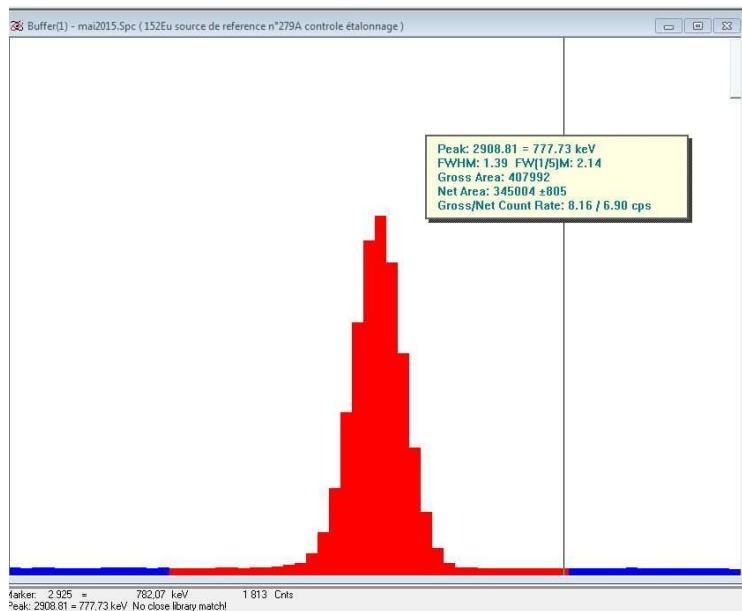 Buffer(1) - mai2015.Spc ( 152Eu source de reference n°279A controle étalonnage )
Peak: 2908.81 = 777.73 keV
FWHM: 1.39 FW(1/5)M: 2.14
Gross Area: 407992
Net Area: 345004 ±805
Gross/Net Count Rate: 8.16 / 6.90 cps
Marker: 2 925 = 782,07 keV 1 813 Cnts
Peak: 2908.81 = 777.73 keV No close library match!